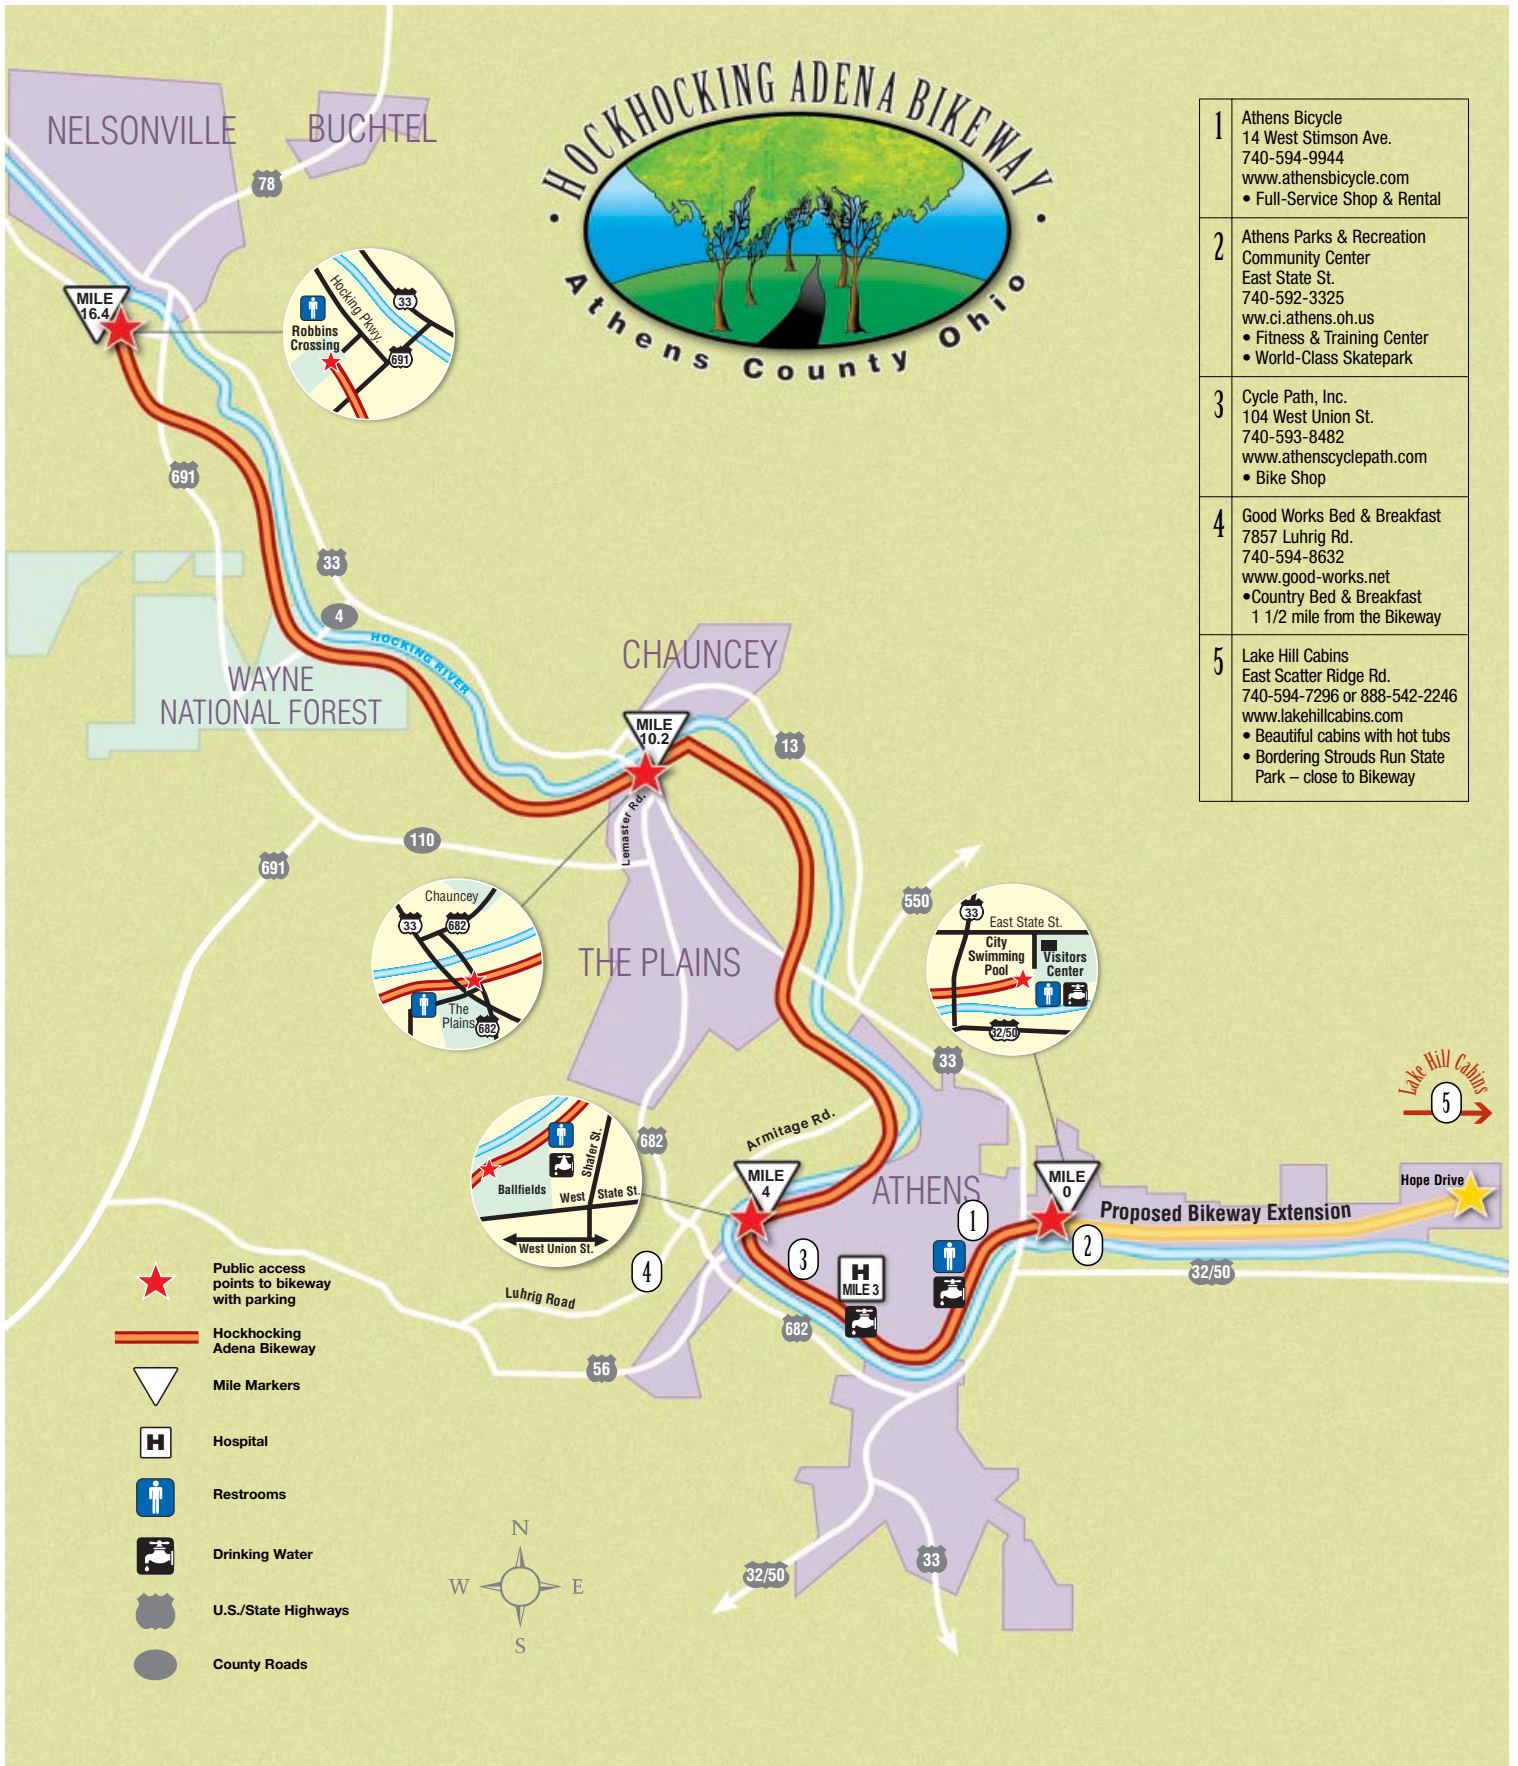 HOCKHOCKING ADENA BIKEWAY
Athens County Ohio
NELSONVILLE
BUCHTEL
78
MILE
16.4
Hocking Pkwy.
33
Robbins
Crossing
691
691
33
4
HOCKING RIVER
WAYNE
NATIONAL FOREST
CHAUNCEY
MILE
10.2
13
Lemaster Rd.
110
691
Chauncey
33
682
The
Plains
682
THE PLAINS
550
33
East State St.
City
Swimming
Pool
Visitors
Center
32/50
33
Armitage Rd.
682
Shafer St.
Ballfields
West State St.
West Union St.
MILE
4
ATHENS
MILE
0
Proposed Bikeway Extension
Hope Drive
Lake Hill Cabins
5
1
2
3
4
H
MILE 3
32/50
Luhrig Road
682
56
32/50
33
1
Athens Bicycle
14 West Stimson Ave.
740-594-9944
www.athensbicycle.com
• Full-Service Shop & Rental
2
Athens Parks & Recreation
Community Center
East State St.
740-592-3325
ww.ci.athens.oh.us
• Fitness & Training Center
• World-Class Skatepark
3
Cycle Path, Inc.
104 West Union St.
740-593-8482
www.athenscyclepath.com
• Bike Shop
4
Good Works Bed & Breakfast
7857 Luhrig Rd.
740-594-8632
www.good-works.net
•Country Bed & Breakfast
1 1/2 mile from the Bikeway
5
Lake Hill Cabins
East Scatter Ridge Rd.
740-594-7296 or 888-542-2246
www.lakehillcabins.com
• Beautiful cabins with hot tubs
• Bordering Strouds Run State
Park – close to Bikeway
Public access
points to bikeway
with parking
Hockhocking
Adena Bikeway
Mile Markers
H
Hospital
Restrooms
Drinking Water
U.S./State Highways
County Roads
N
W
E
S